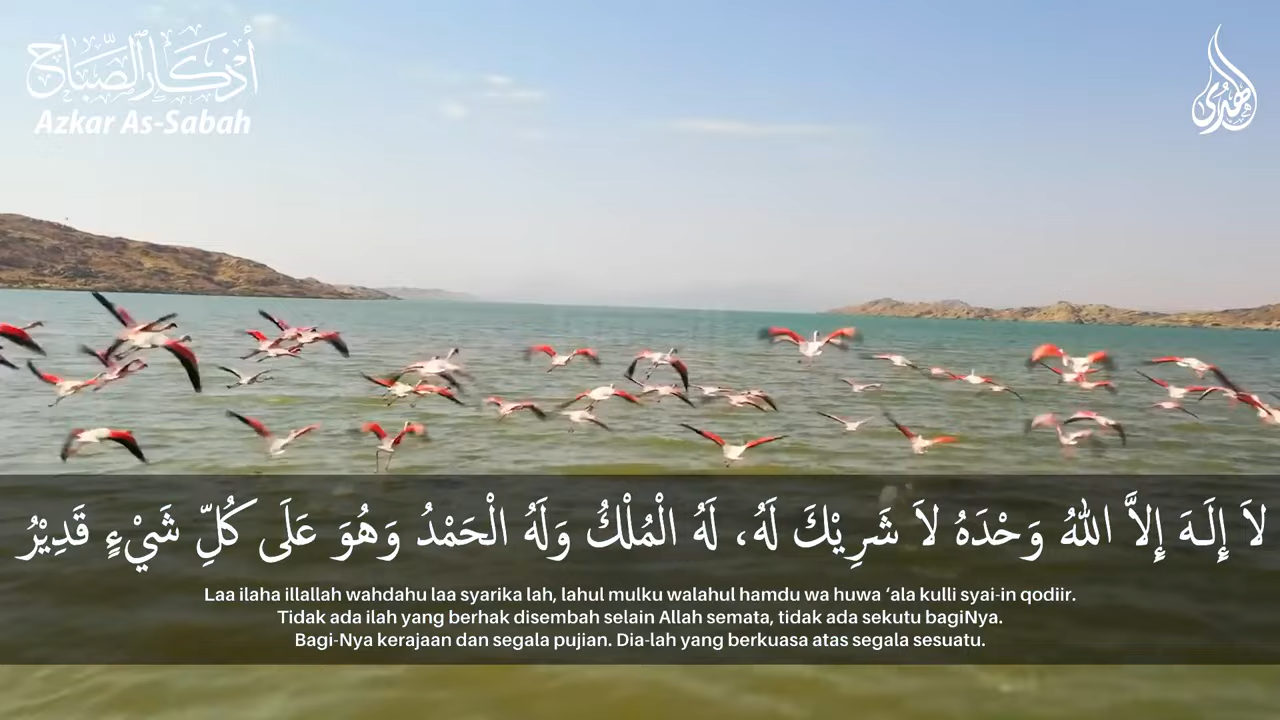 أذكار الصباح
Azkar As-Sabah
الهدى
لاَ إِلَـهَ إِلاَّ اللهُ وَحْدَهُ لاَ شَرِيْكَ لَهُ، لَهُ الْمُلْكُ وَلَهُ الْحَمْدُ وَهُوَ عَلَى كُلِّ شَيْءٍ قَدِيْرُ
Laa ilaha illallah wahdahu laa syarika lah, lahul mulku walahul hamdu wa huwa ‘ala kulli syai-in qodiir.
Tidak ada ilah yang berhak disembah selain Allah semata, tidak ada sekutu bagiNya.
Bagi-Nya kerajaan dan segala pujian. Dia-lah yang berkuasa atas segala sesuatu.